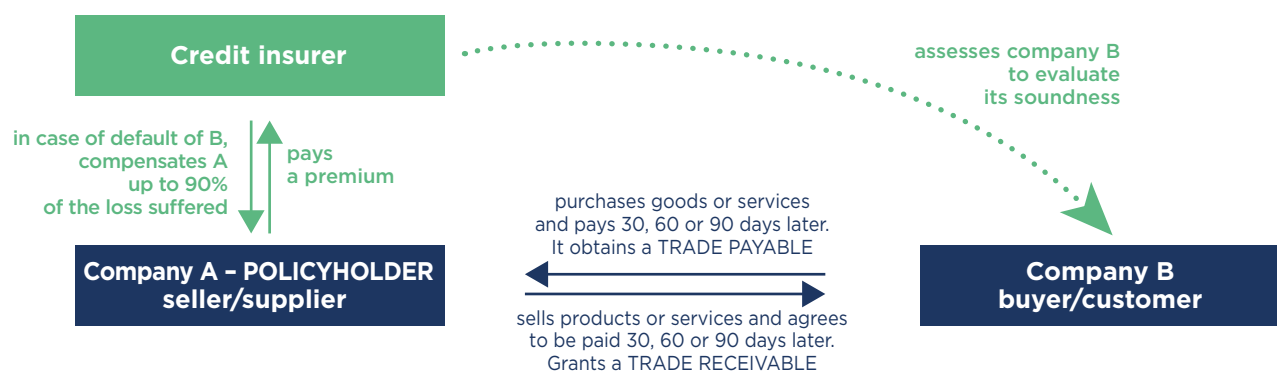 Credit insurer
assesses company B
to evaluate
its soundness
in case of default of B,
compensates A
up to 90%
of the loss suffered
pays
a premium
purchases goods or services
and pays 30, 60 or 90 days later.
It obtains a TRADE PAYABLE
Company A – POLICYHOLDER
seller/supplier
Company B
buyer/customer
sells products or services and agrees
to be paid 30, 60 or 90 days later.
Grants a TRADE RECEIVABLE